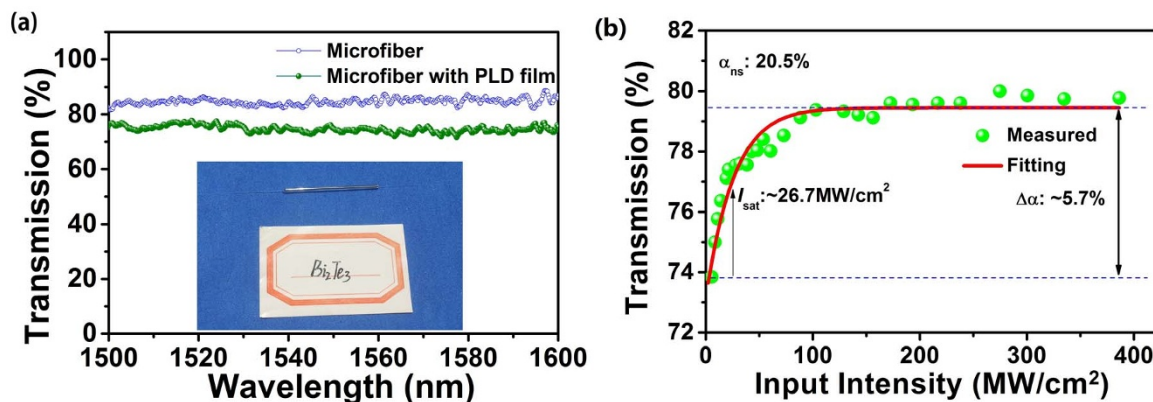 (a)
100
80
60
40
20
0
Transmission (%)
Microfiber
Microfiber with PLD film
Bi₂Te₃
1500 1520 1540 1560 1580 1600
Wavelength (nm)
(b)
82
80
78
76
74
72
Transmission (%)
αns: 20.5%
Measured
Fitting
Isat:~26.7MW/cm²
Δα: ~5.7%
0 100 200 300 400
Input Intensity (MW/cm²)